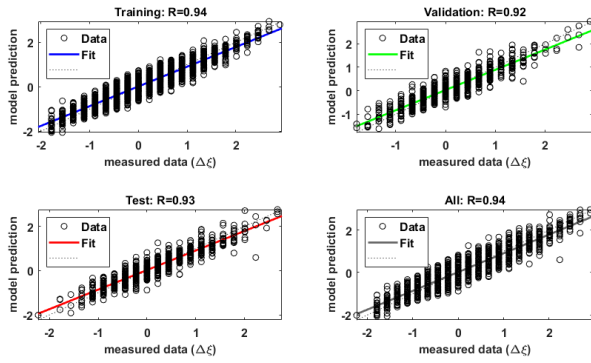 Training: R=0.94
model prediction
2
0
-2
Data
Fit
-2
-1
0
1
2
measured data (Δξ)
Validation: R=0.92
model prediction
2
1
0
-1
Data
Fit
-1
0
1
2
measured data (Δξ)
Test: R=0.93
model prediction
2
0
-2
Data
Fit
-2
-1
0
1
2
measured data (Δξ)
All: R=0.94
model prediction
2
0
-2
Data
Fit
-2
-1
0
1
2
measured data (Δξ)